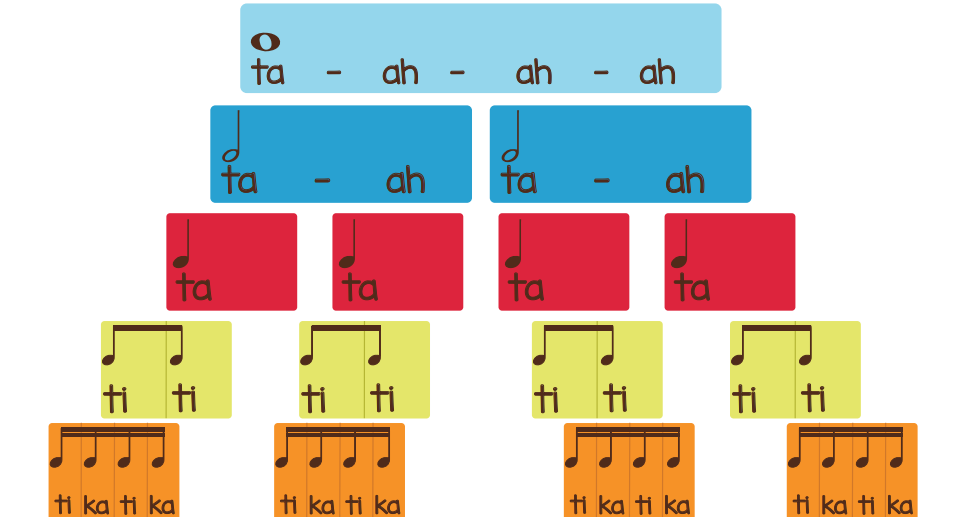 ta - ah - ah - ah
ta - ah ta - ah
ta ta ta ta
ti ti ti ti ti ti ti ti
ti ka ti ka ti ka ti ka ti ka ti ka ti ka ti ka